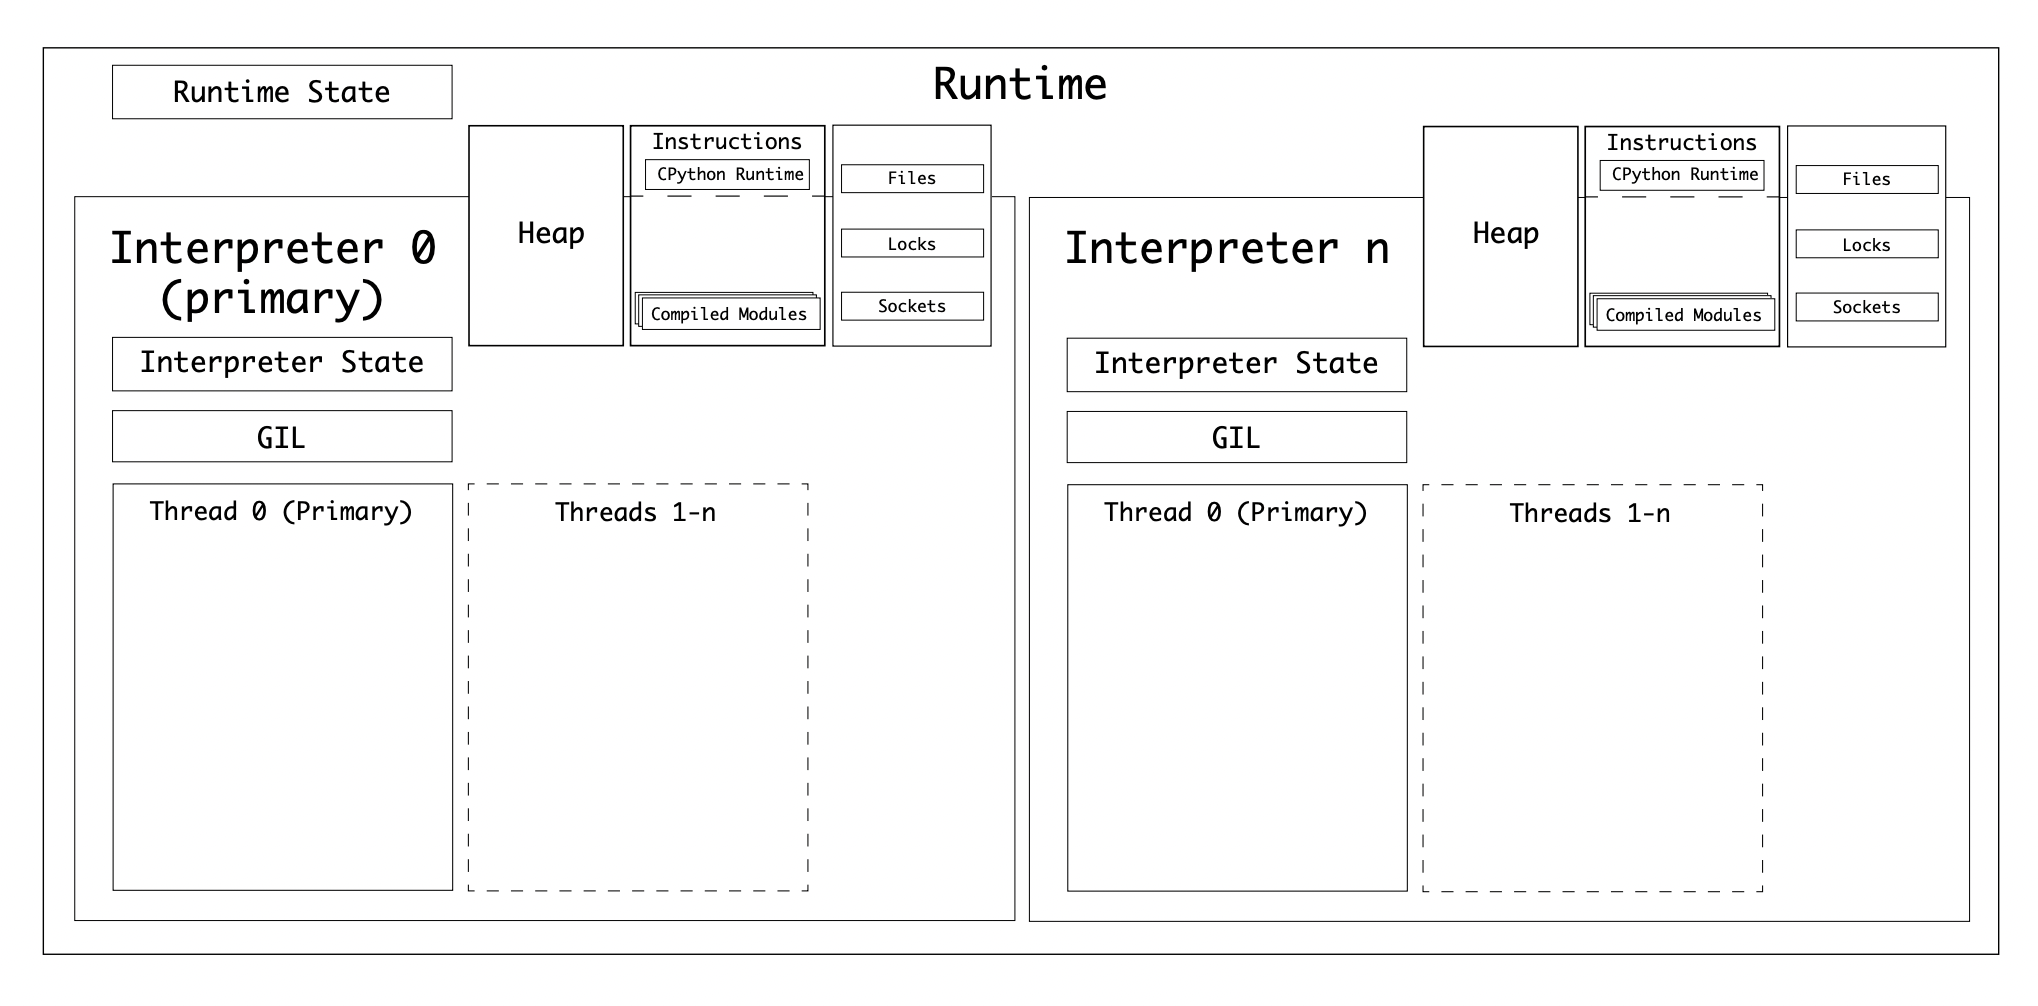 Runtime
Runtime State
Heap
Instructions
CPython Runtime
Compiled Modules
Files
Locks
Sockets
Interpreter 0
(primary)
Interpreter State
GIL
Thread 0 (Primary)
Threads 1-n
Heap
Instructions
CPython Runtime
Compiled Modules
Files
Locks
Sockets
Interpreter n
Interpreter State
GIL
Thread 0 (Primary)
Threads 1-n